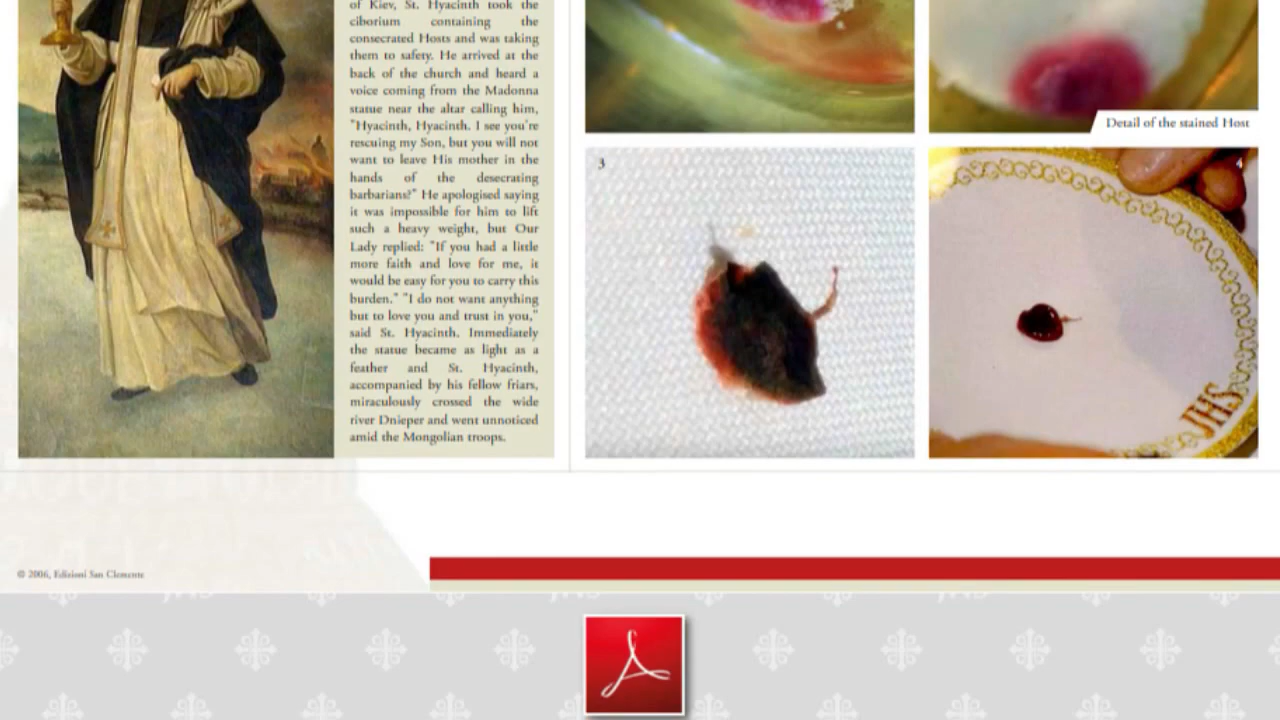 of Kiev, St. Hyacinth took the
ciborium containing the
consecrated Hosts and was taking
them to safety. He arrived at the
back of the church and heard a
voice coming from the Madonna
statue near the altar calling him,
"Hyacinth, Hyacinth. I see you're
rescuing my Son, but you will not
want to leave His mother in the
hands of the desecrating
barbarians?" He apologised saying
it was impossible for him to lift
such a heavy weight, but Our
Lady replied: "If you had a little
more faith and love for me, it
would be easy for you to carry this
burden." "I do not want anything
but to love you and trust in you,"
said St. Hyacinth. Immediately
the statue became as light as a
feather and St. Hyacinth,
accompanied by his fellow friars,
miraculously crossed the wide
river Dnieper and went unnoticed
amid the Mongolian troops.
Detail of the stained Host
3
4
JHS
© 2006, Edizioni San Clemente